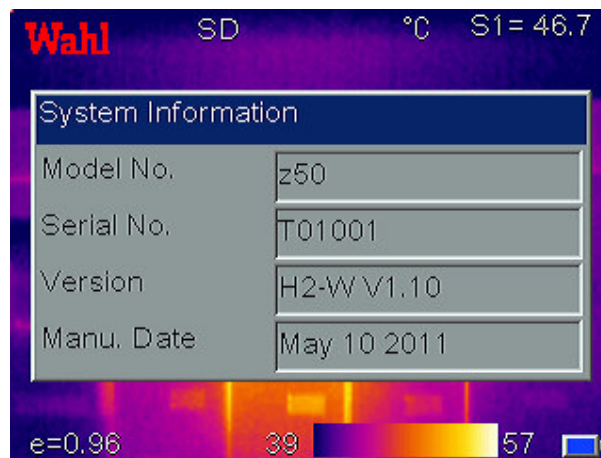 Wahl SD °C S1= 46.7
System Information
Model No. z50
Serial No. T01001
Version H2-W V1.10
Manu. Date May 10 2011
e=0.96 39 57